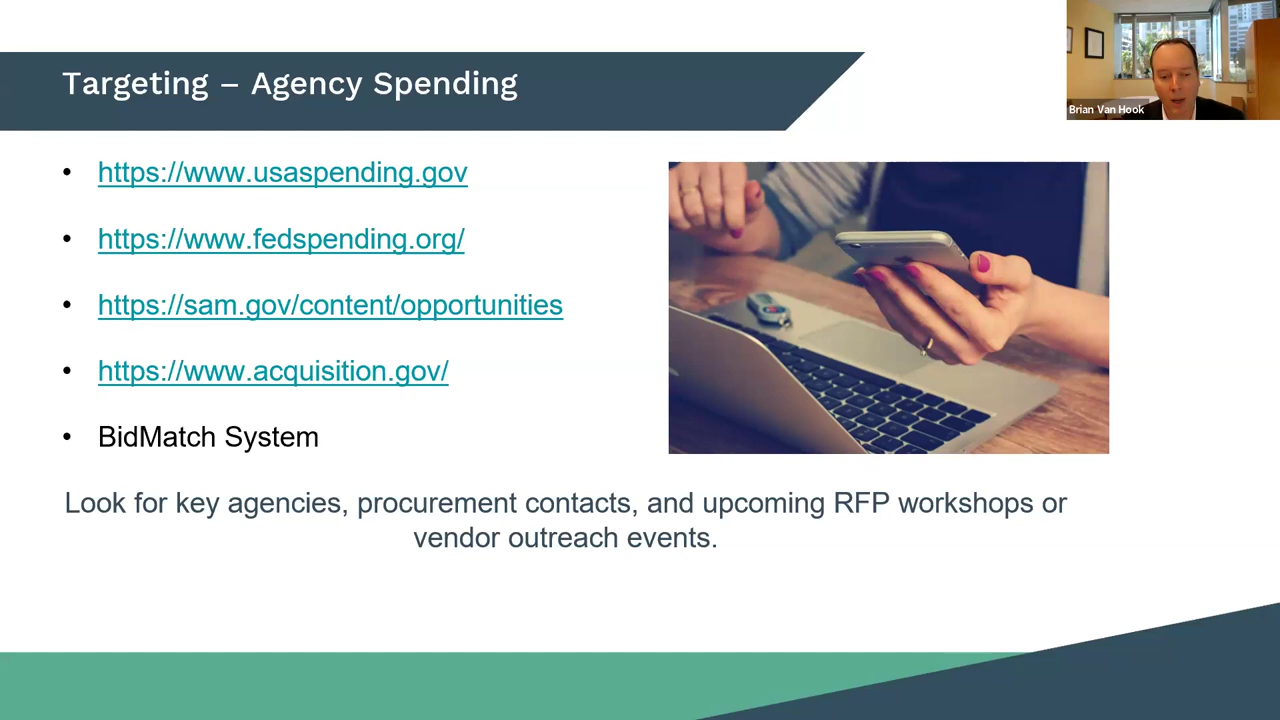 Targeting – Agency Spending
Brian Van Hook
• https://www.usaspending.gov
• https://www.fedspending.org/
• https://sam.gov/content/opportunities
• https://www.acquisition.gov/
• BidMatch System
Look for key agencies, procurement contacts, and upcoming RFP workshops or
vendor outreach events.